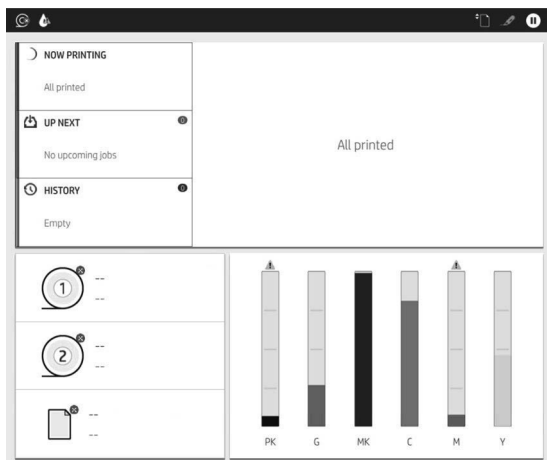 NOW PRINTING
All printed
UP NEXT
0
No upcoming jobs
HISTORY
0
Empty
All printed
1
--
--
2
--
--
--
--
PK G MK C M Y